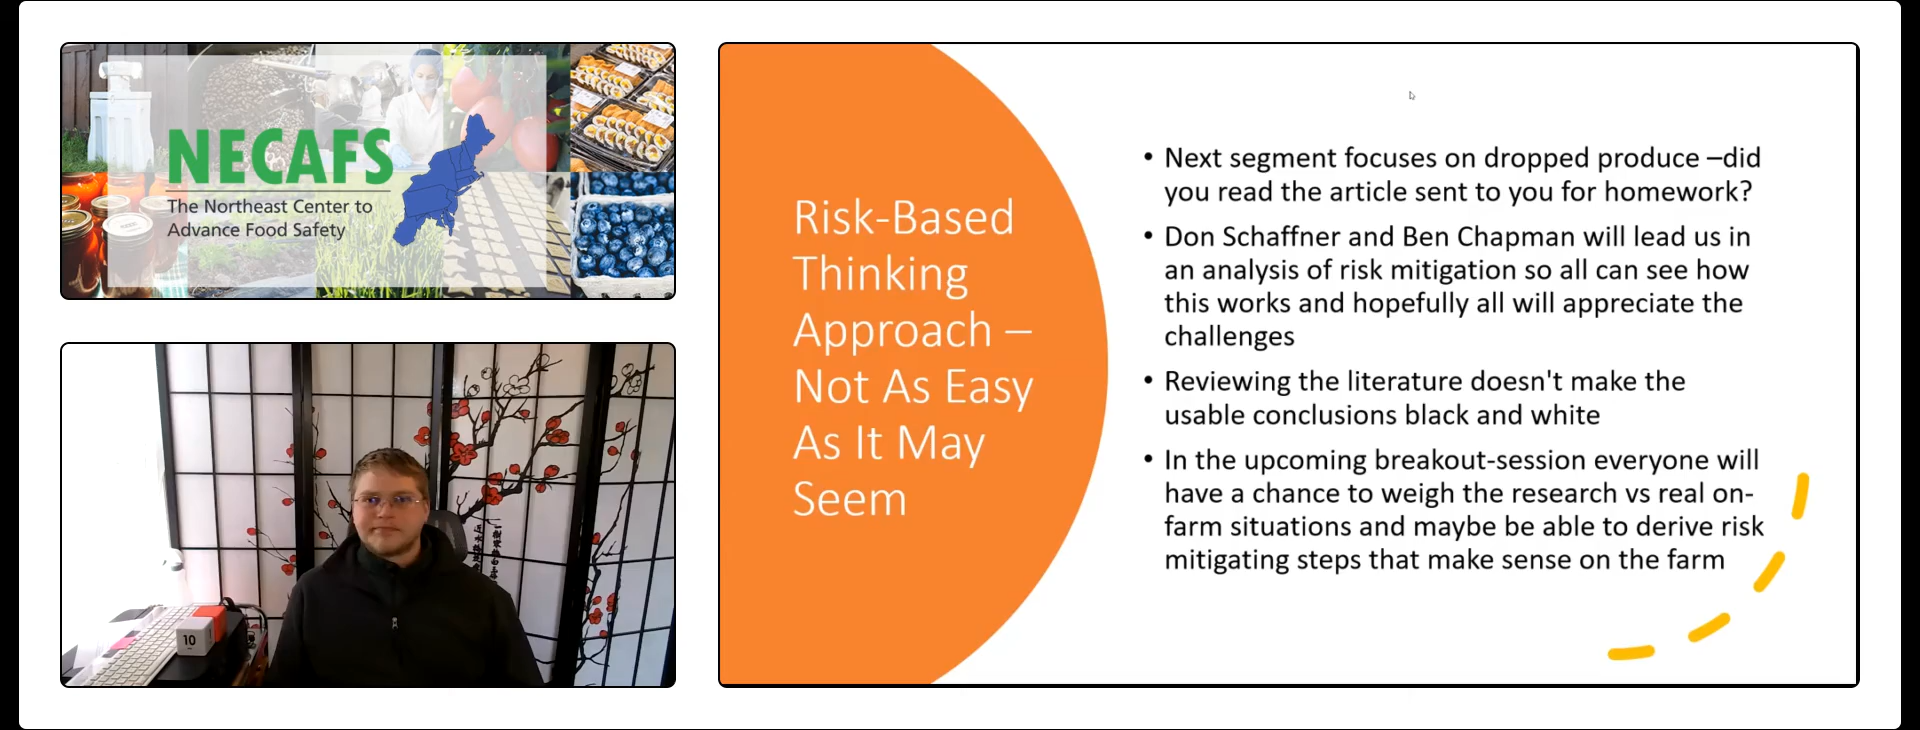 NECAFS
The Northeast Center to
Advance Food Safety
10
Risk-Based
Thinking
Approach –
Not As Easy
As It May
Seem
• Next segment focuses on dropped produce –did
you read the article sent to you for homework?
• Don Schaffner and Ben Chapman will lead us in
an analysis of risk mitigation so all can see how
this works and hopefully all will appreciate the
challenges
• Reviewing the literature doesn't make the
usable conclusions black and white
• In the upcoming breakout-session everyone will
have a chance to weigh the research vs real on-
farm situations and maybe be able to derive risk
mitigating steps that make sense on the farm